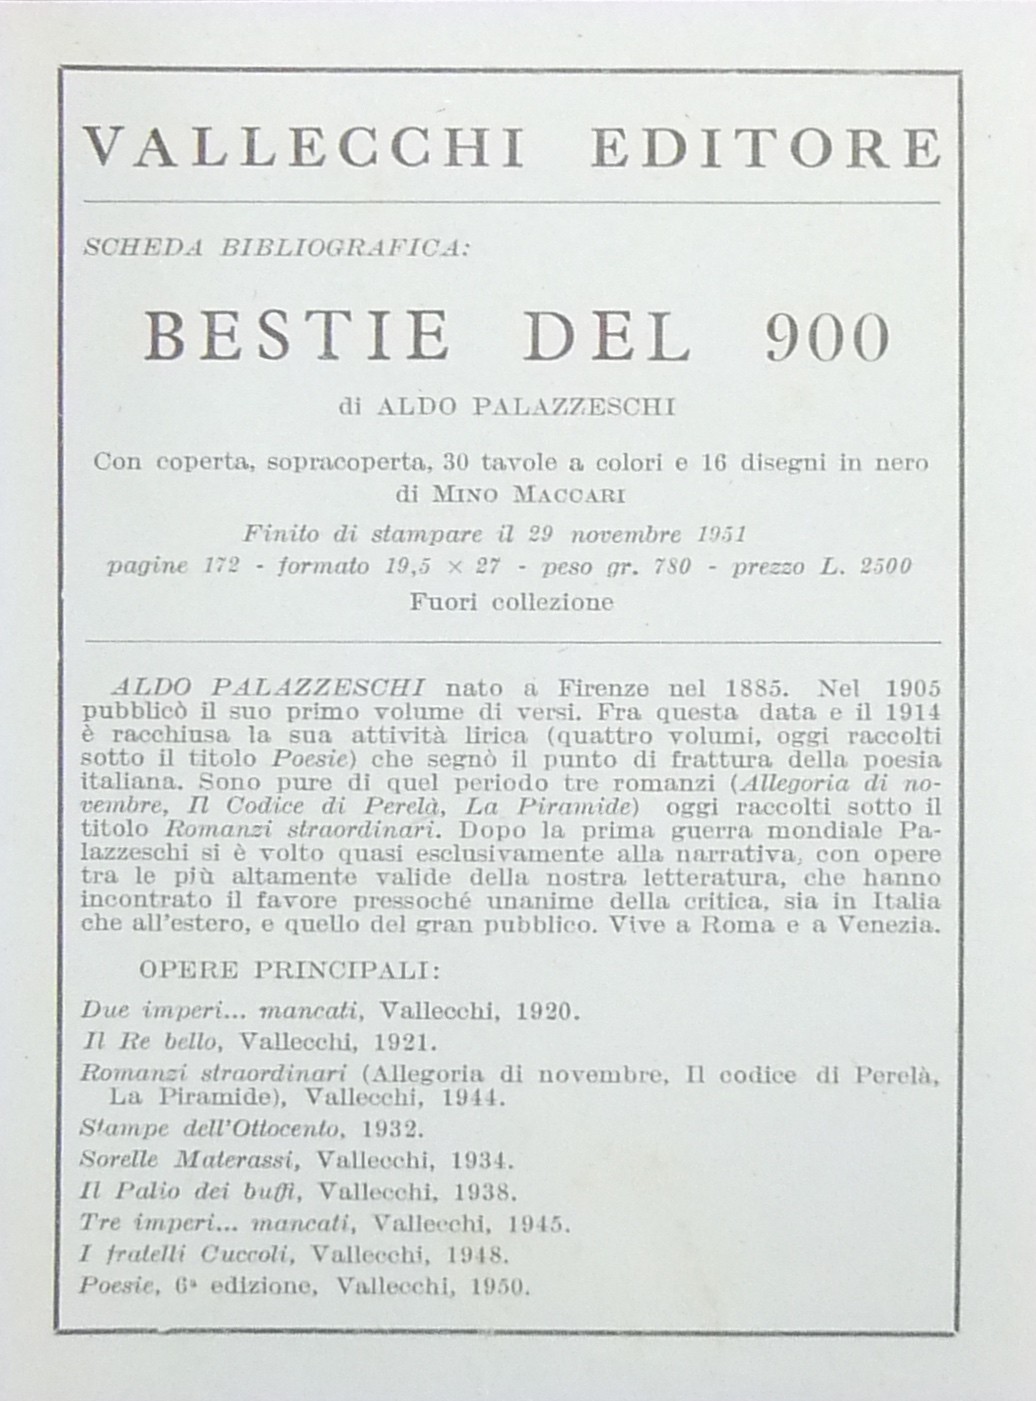 VALLECCHI EDITORE
SCHEDA BIBLIOGRAFICA:
BESTIE DEL 900
di ALDO PALAZZESCHI
Con coperta, sopracoperta, 30 tavole a colori e 16 disegni in nero
di MINO MACCARI
Finito di stampare il 29 novembre 1951
pagine 172 - formato 19,5 × 27 - peso gr. 780 - prezzo L. 2500
Fuori collezione
ALDO PALAZZESCHI nato a Firenze nel 1885. Nel 1905
pubblicò il suo primo volume di versi. Fra questa data e il 1914
è racchiusa la sua attività lirica (quattro volumi, oggi raccolti
sotto il titolo Poesie) che segnò il punto di frattura della poesia
italiana. Sono pure di quel periodo tre romanzi (Allegoria di no-
vembre, Il Codice di Perelà, La Piramide) oggi raccolti sotto il
titolo Romanzi straordinari. Dopo la prima guerra mondiale Pa-
lazzeschi si è volto quasi esclusivamente alla narrativa, con opere
tra le più altamente valide della nostra letteratura, che hanno
incontrato il favore pressoché unanime della critica, sia in Italia
che all'estero, e quello del gran pubblico. Vive a Roma e a Venezia.
OPERE PRINCIPALI:
Due imperi... mancati, Vallecchi, 1920.
Il Re bello, Vallecchi, 1921.
Romanzi straordinari (Allegoria di novembre, Il codice di Perelà,
La Piramide), Vallecchi, 1944.
Stampe dell'Ottocento, 1932.
Sorelle Materassi, Vallecchi, 1934.
Il Palio dei buffi, Vallecchi, 1938.
Tre imperi... mancati, Vallecchi, 1945.
I fratelli Cuccoli, Vallecchi, 1948.
Poesie, 6ª edizione, Vallecchi, 1950.